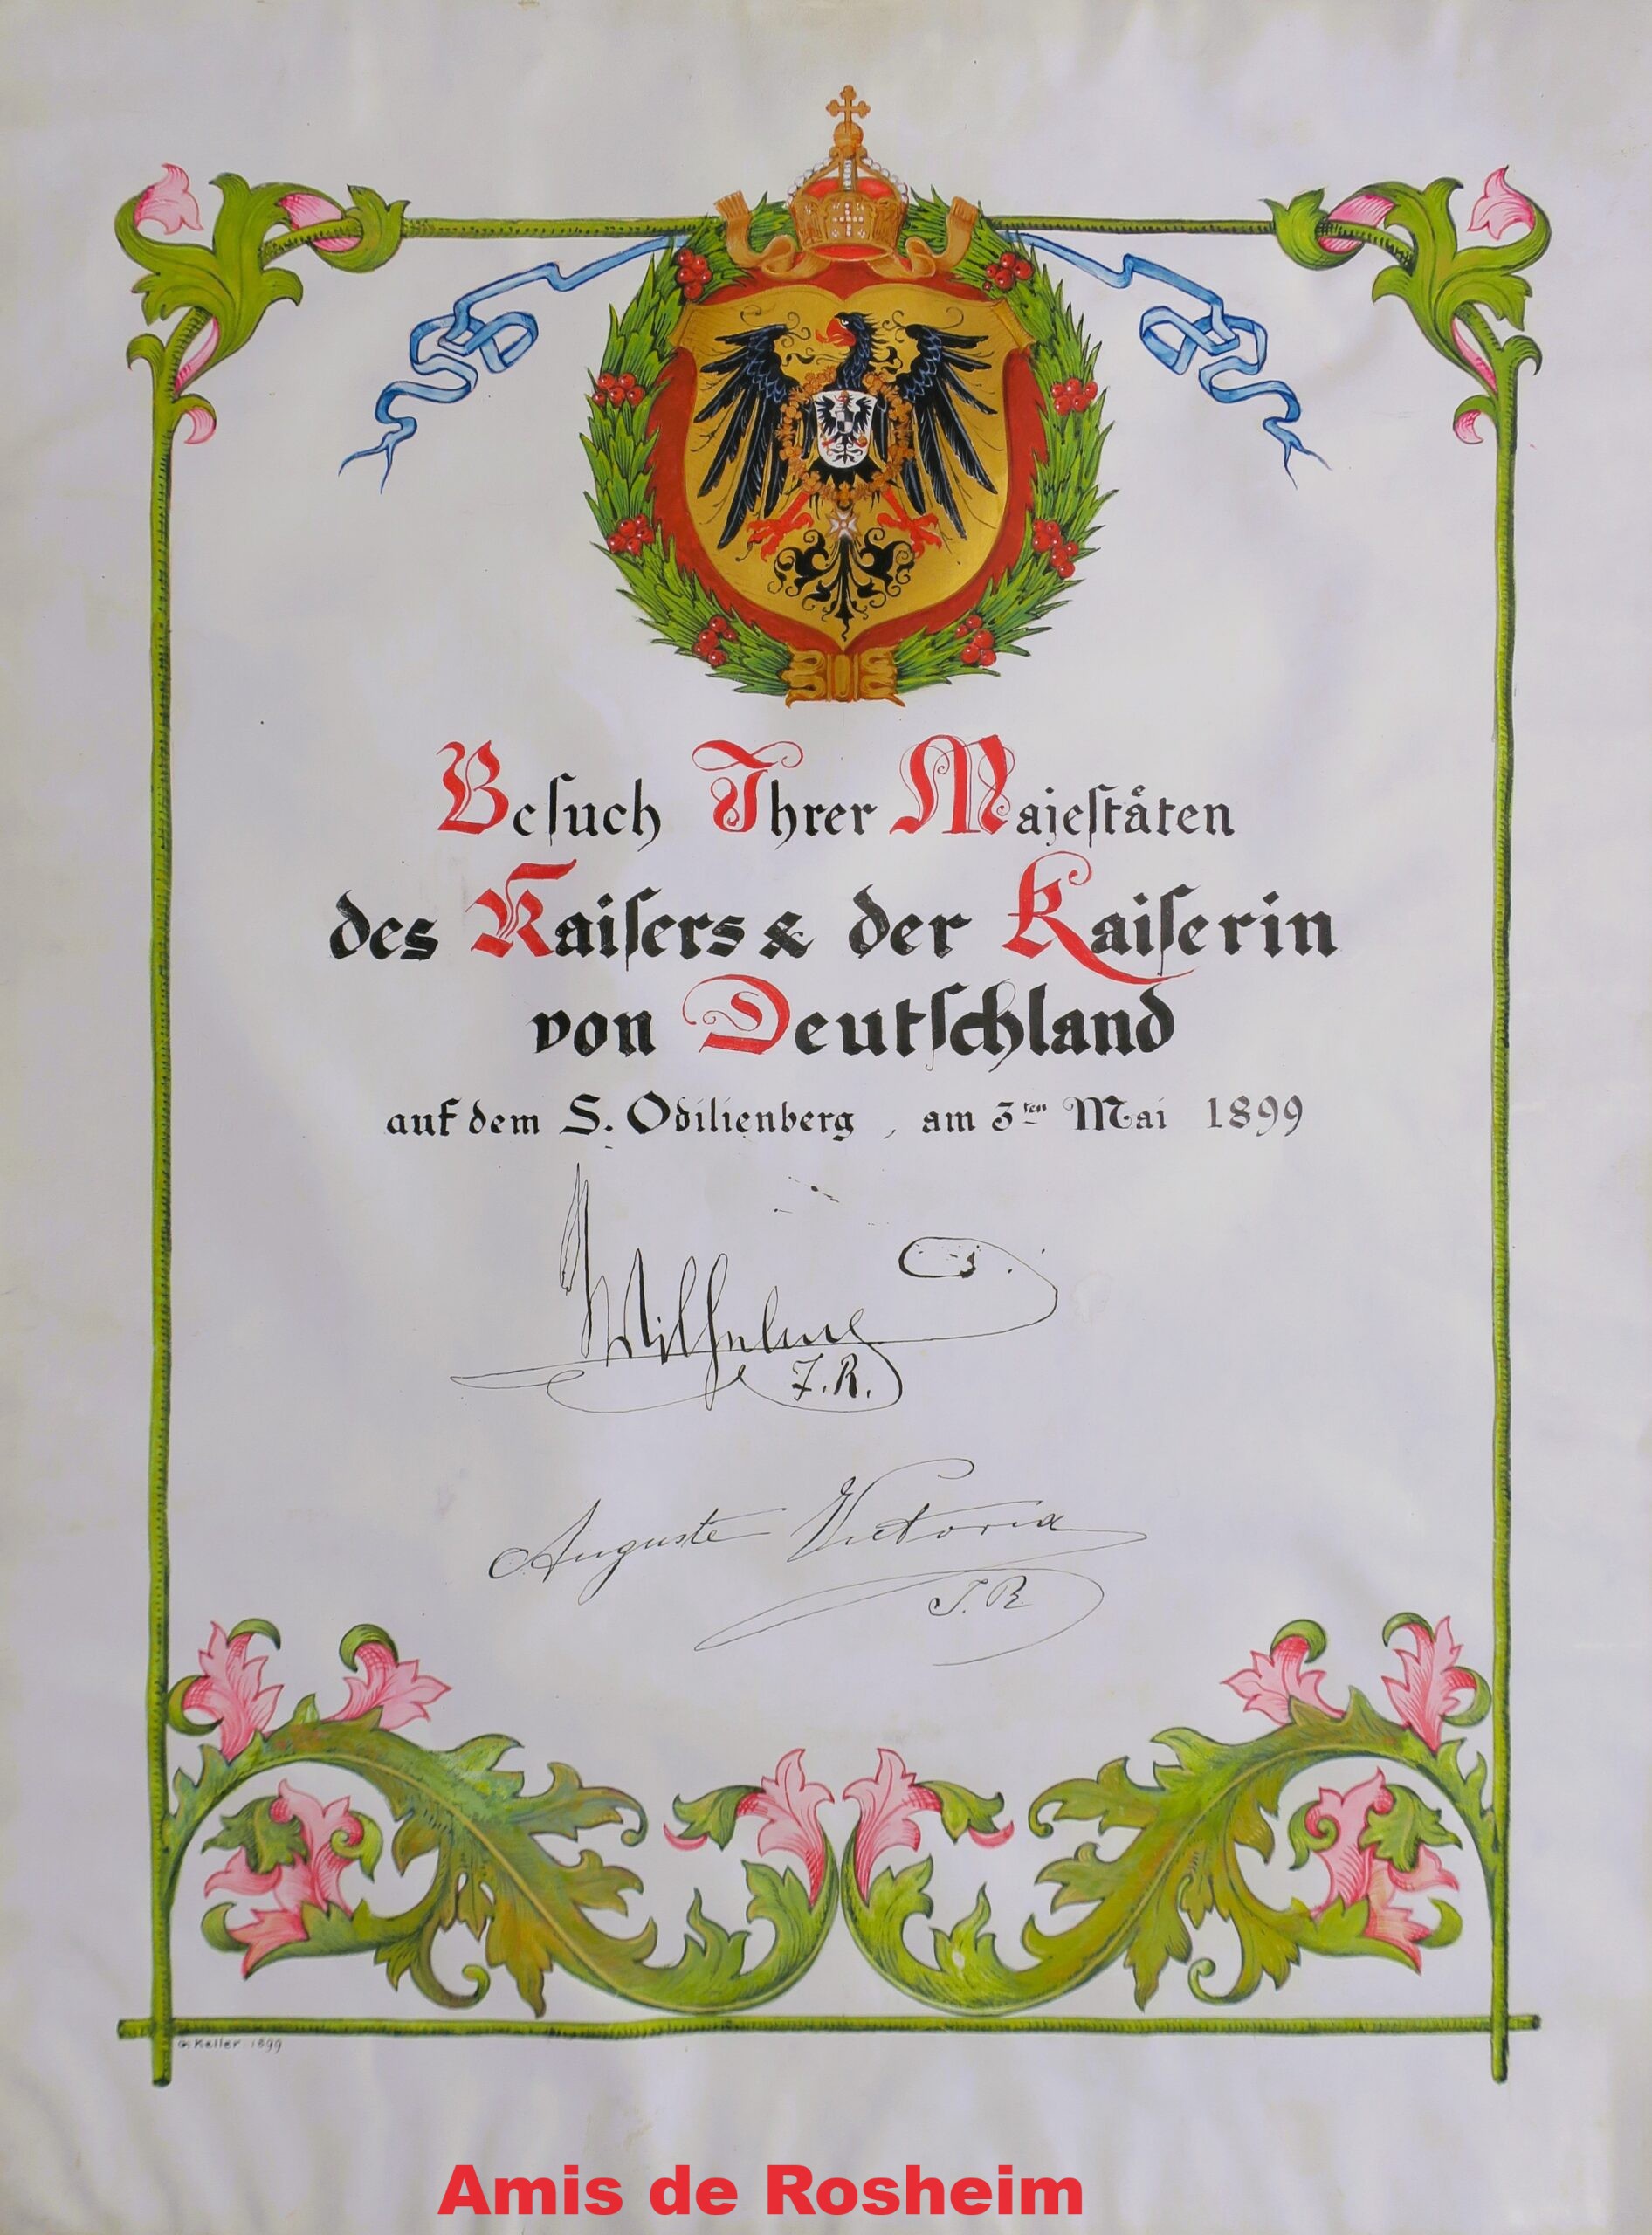 Besuch Ihrer Majestäten
des Kaisers & der Kaiserin
von Deutschland
auf dem S. Odilienberg, am 3ten Mai 1899
Wilhelm
I.R.
Auguste Victoria
I.R.
G. Keller. 1899
Amis de Rosheim